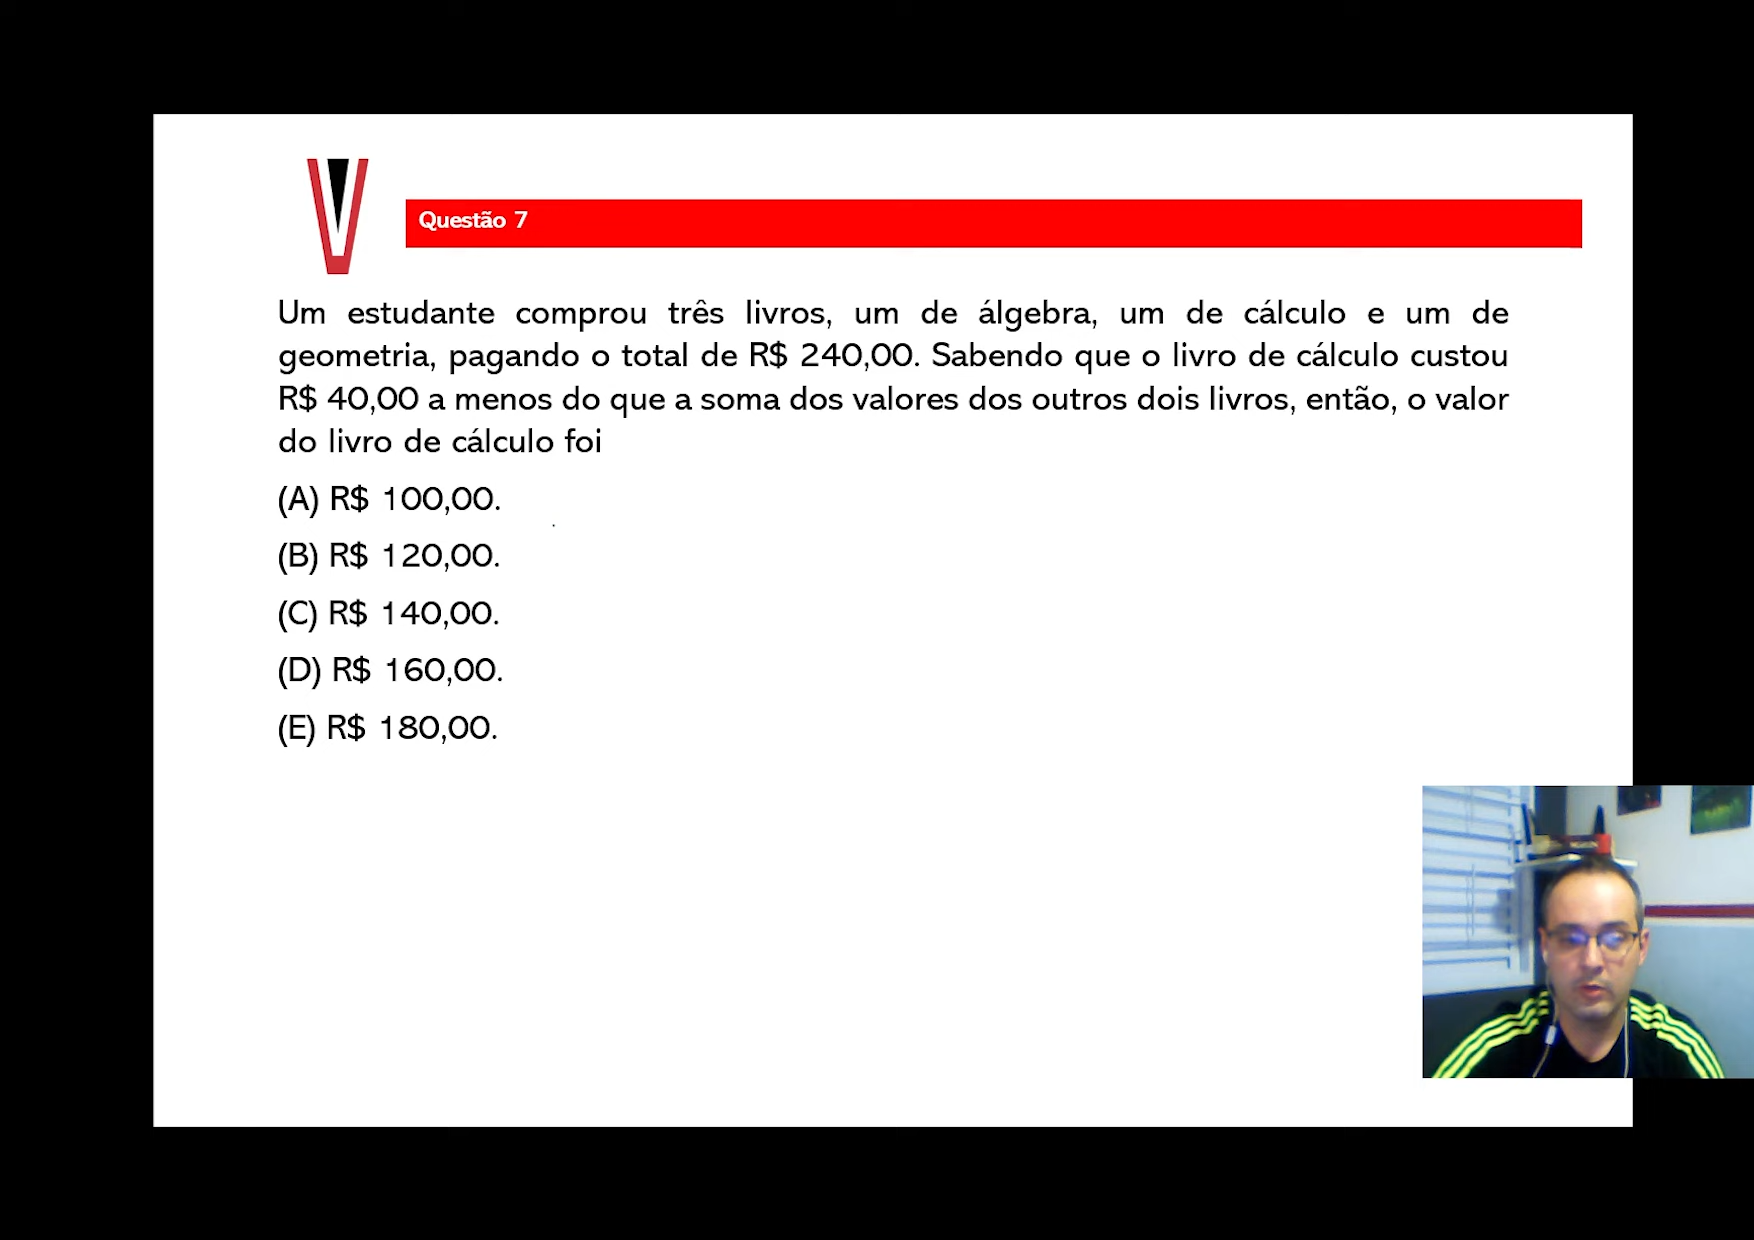 Questão 7
Um estudante comprou três livros, um de álgebra, um de cálculo e um de
geometria, pagando o total de R$ 240,00. Sabendo que o livro de cálculo custou
R$ 40,00 a menos do que a soma dos valores dos outros dois livros, então, o valor
do livro de cálculo foi
(A) R$ 100,00.
(B) R$ 120,00.
(C) R$ 140,00.
(D) R$ 160,00.
(E) R$ 180,00.